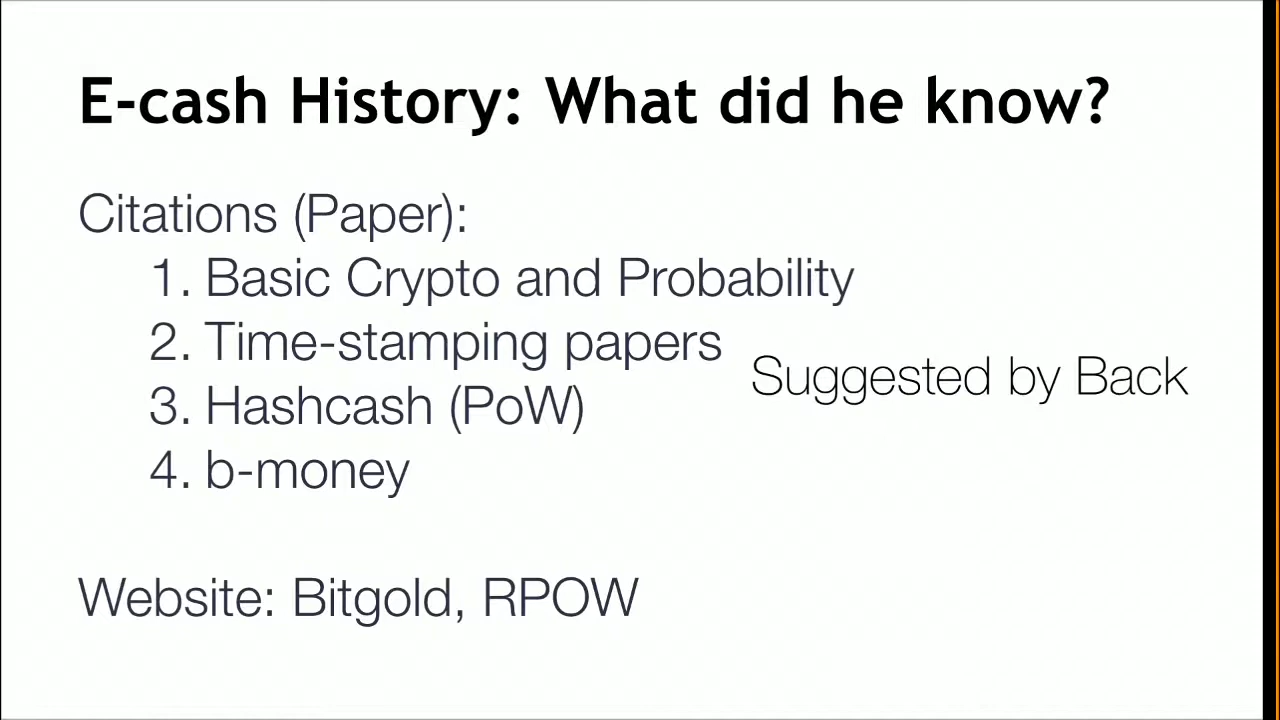 E-cash History: What did he know?
Citations (Paper):
1. Basic Crypto and Probability
2. Time-stamping papers
Suggested by Back
3. Hashcash (PoW)
4. b-money
Website: Bitgold, RPOW